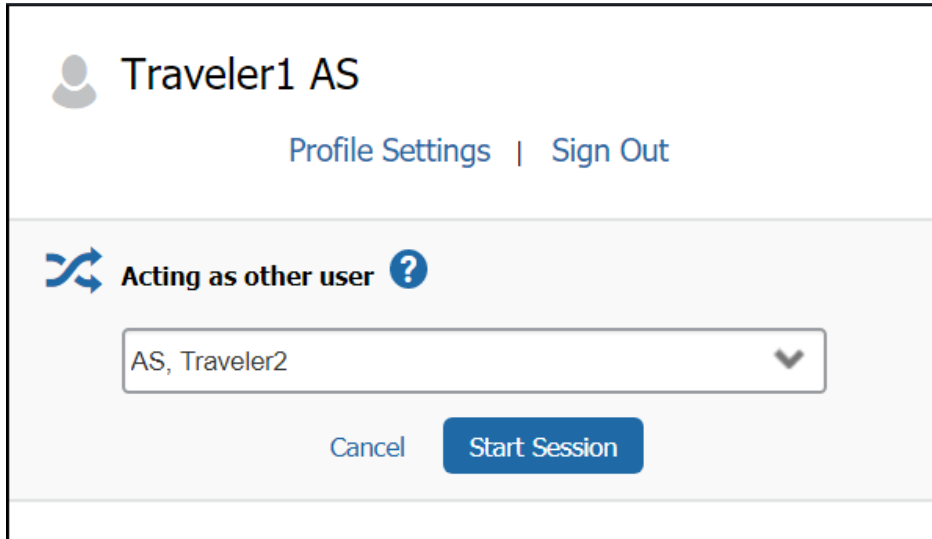 Traveler1 AS
Profile Settings | Sign Out
Acting as other user ?
AS, Traveler2
Cancel Start Session